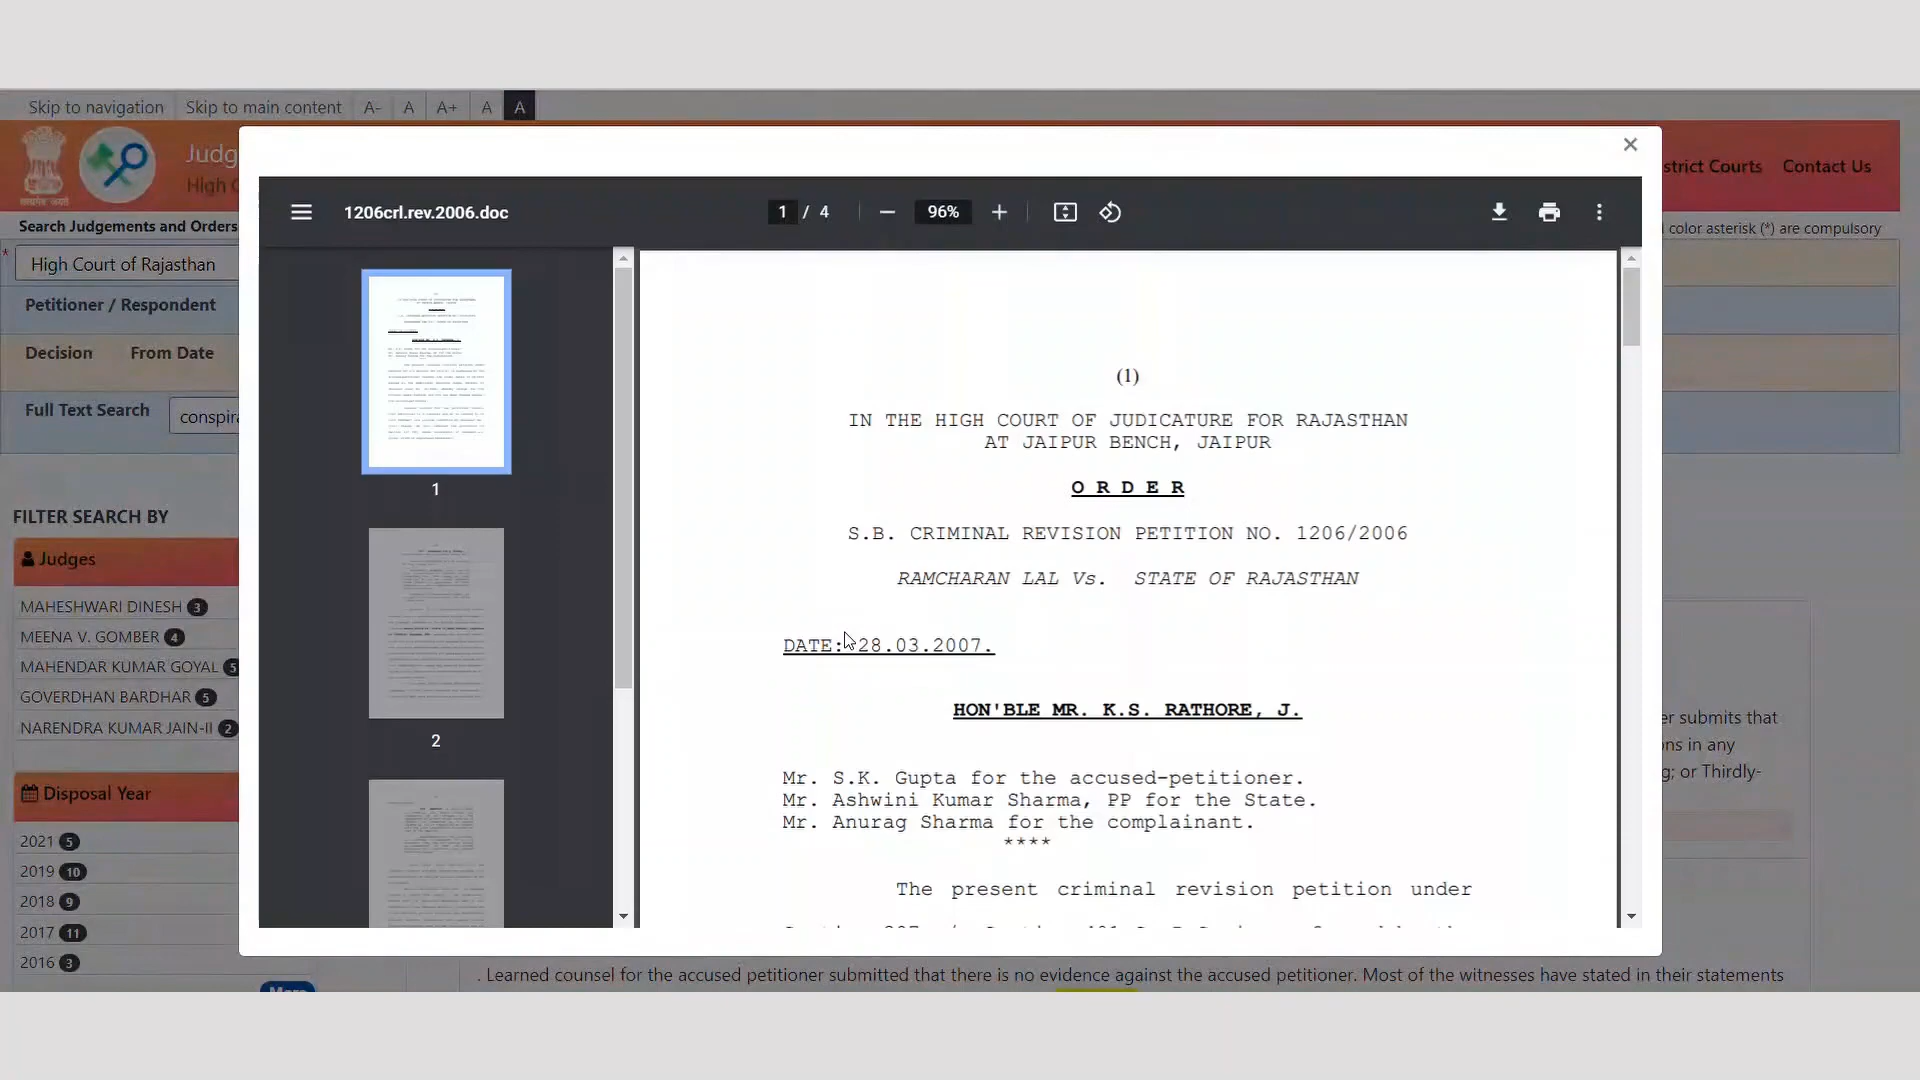 Skip to navigation Skip to main content A- A A+ A A
Judg
High C
strict Courts Contact Us
Search Judgements and Orders
color asterisk (*) are compulsory
* High Court of Rajasthan
Petitioner / Respondent
Decision From Date
Full Text Search conspira
FILTER SEARCH BY
Judges
MAHESHWARI DINESH 3
MEENA V. GOMBER 4
MAHENDAR KUMAR GOYAL 5
GOVERDHAN BARDHAR 5
NARENDRA KUMAR JAIN-II 2
Disposal Year
2021 5
2019 10
2018 9
2017 11
2016 3
1206crl.rev.2006.doc
1 / 4
96%
1
2
(1)
IN THE HIGH COURT OF JUDICATURE FOR RAJASTHAN
AT JAIPUR BENCH, JAIPUR
O R D E R
S.B. CRIMINAL REVISION PETITION NO. 1206/2006
RAMCHARAN LAL Vs. STATE OF RAJASTHAN
DATE: 28.03.2007.
HON'BLE MR. K.S. RATHORE, J.
Mr. S.K. Gupta for the accused-petitioner.
Mr. Ashwini Kumar Sharma, PP for the State.
Mr. Anurag Sharma for the complainant.
****
The present criminal revision petition under
er submits that
ns in any
g; or Thirdly-
. Learned counsel for the accused petitioner submitted that there is no evidence against the accused petitioner. Most of the witnesses have stated in their statements